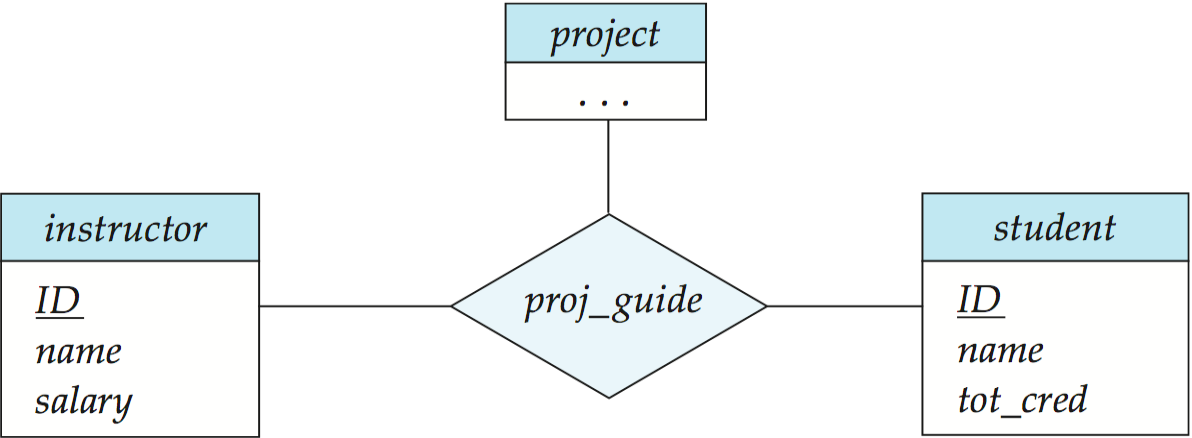 project
. . .
instructor
ID
name
salary
proj_guide
student
ID
name
tot_cred